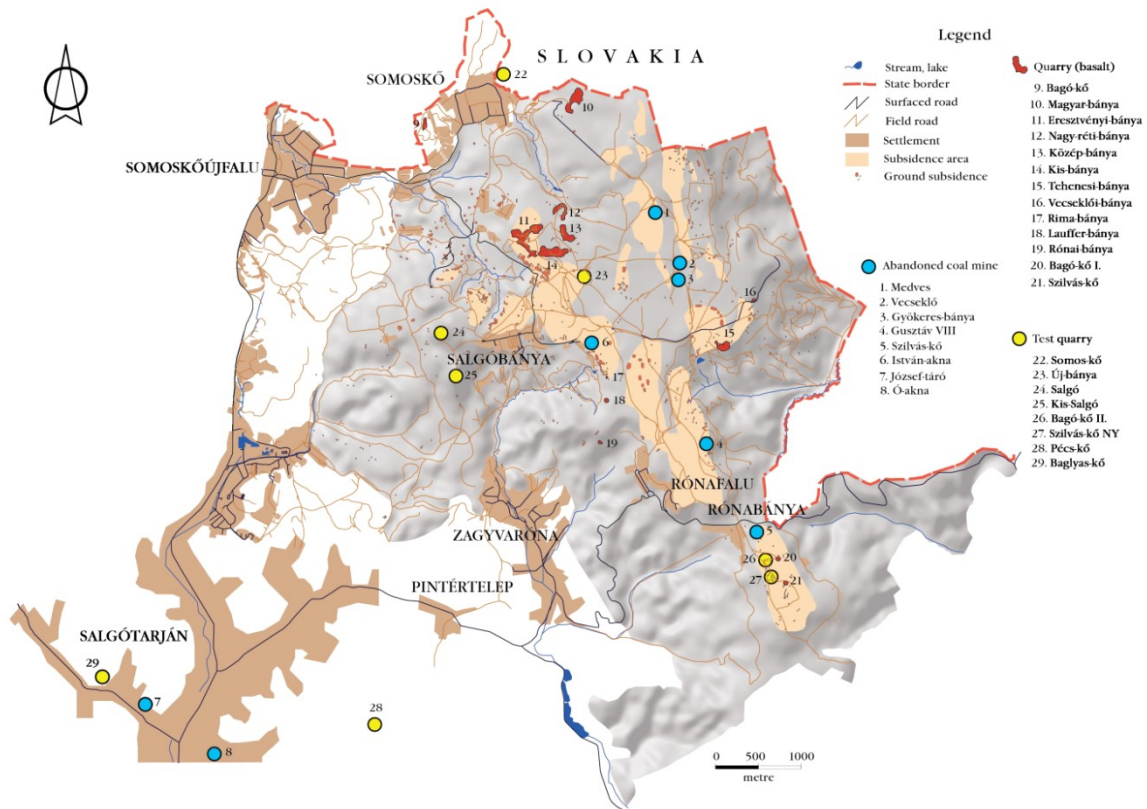 SLOVAKIA
SOMOSKŐ
22
10
9
SOMOSKŐÚJFALU
11
12
13
14
1
2
3
23
16
24
SALGÓBÁNYA
6
15
25
17
18
19
4
RÓNAFALU
RÓNABÁNYA
ZAGYVARÓNA
5
26
20
27
21
PINTÉRTELEP
SALGÓTARJÁN
29
7
28
8
0 500 1000
metre
Legend
Stream, lake
State border
Surfaced road
Field road
Settlement
Subsidence area
Ground subsidence
Abandoned coal mine
1. Medves
2. Vecseklő
3. Gyökeres-bánya
4. Gusztáv VIII
5. Szilvás-kő
6. István-akna
7. József-táró
8. Ó-akna
Quarry (basalt)
9. Bagó-kő
10. Magyar-bánya
11. Eresztvényi-bánya
12. Nagy-réti-bánya
13. Közép-bánya
14. Kis-bánya
15. Tehenesi-bánya
16. Vecseklői-bánya
17. Rima-bánya
18. Lauffer-bánya
19. Rónai-bánya
20. Bagó-kő I.
21. Szilvás-kő
Test quarry
22. Somos-kő
23. Új-bánya
24. Salgó
25. Kis-Salgó
26. Bagó-kő II.
27. Szilvás-kő NY
28. Pécs-kő
29. Baglyas-kő